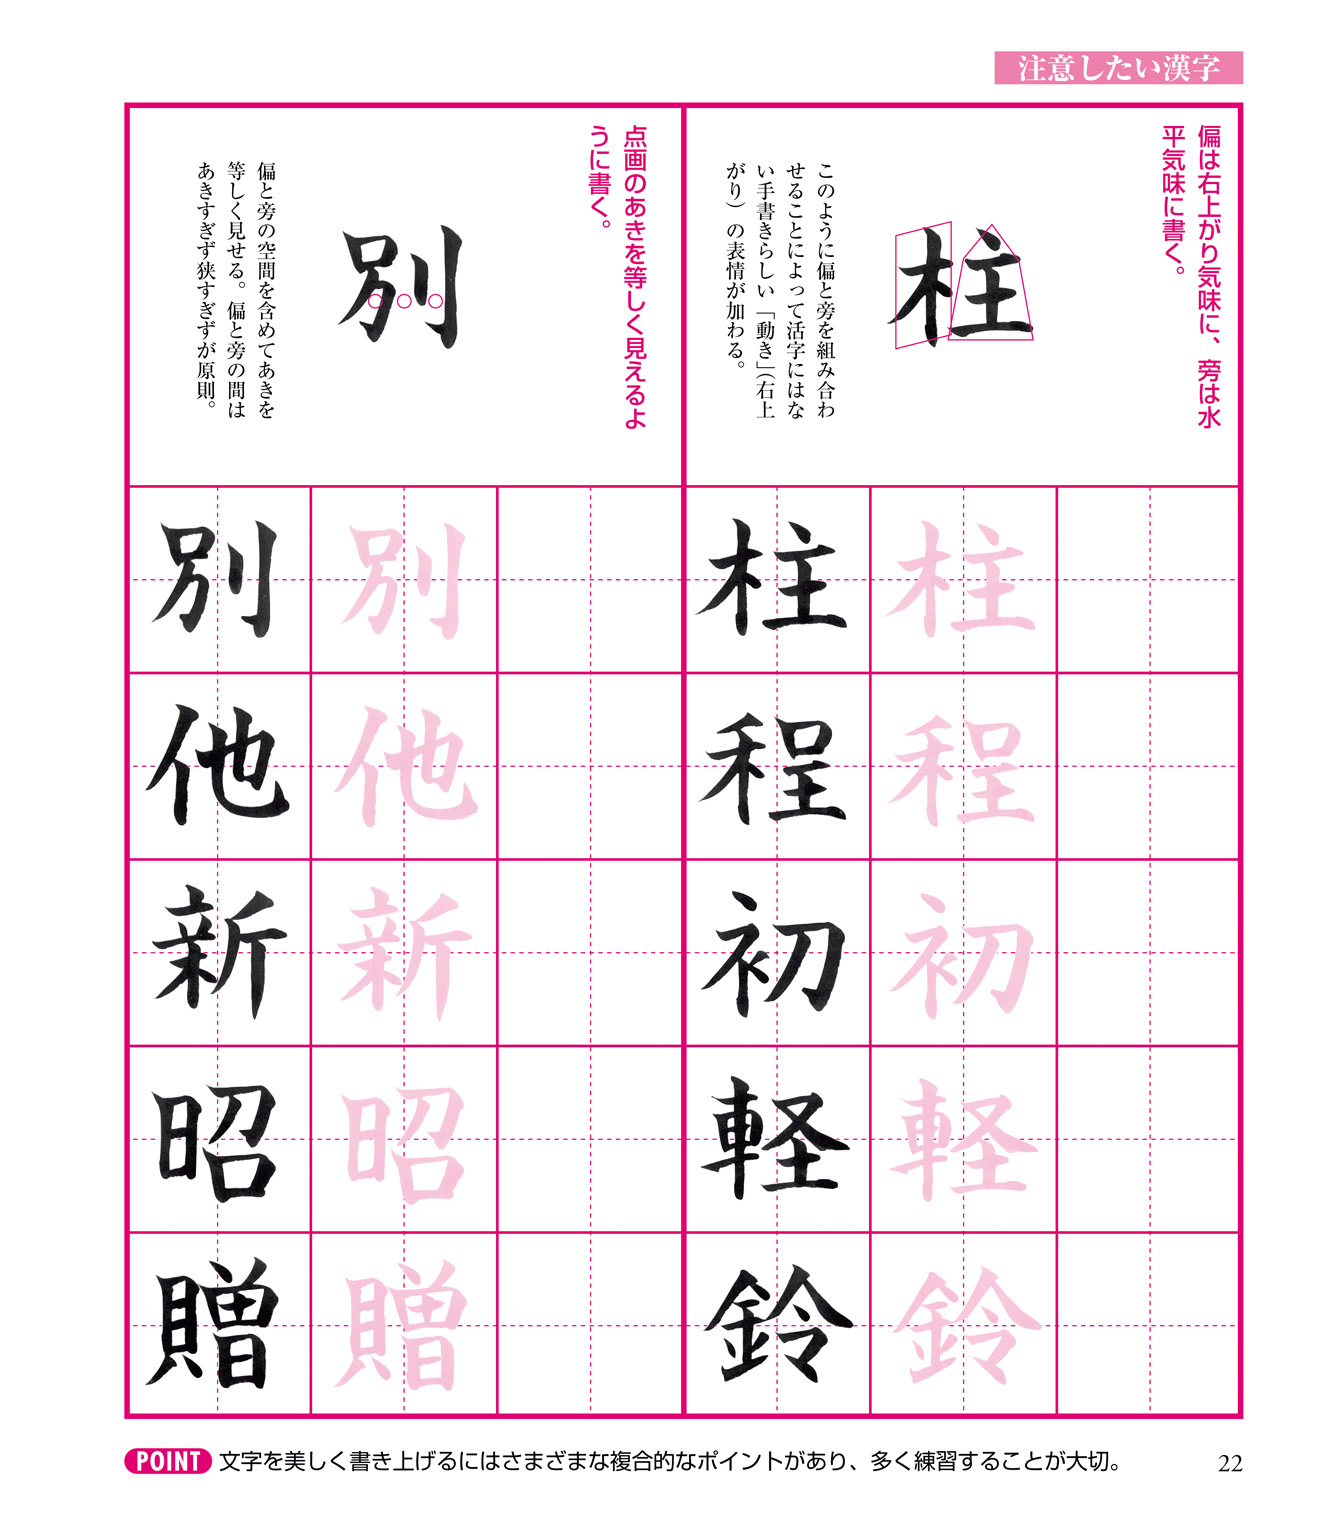 注意したい漢字
偏は右上がり気味に、旁は水
平気味に書く。
柱
このように偏と旁を組み合わ
せることによって活字にはな
い手書きらしい「動き」（右上
がり）の表情が加わる。
柱 柱
程 程
初 初
軽 軽
鈴 鈴
点画のあきを等しく見えるよ
うに書く。
別
偏と旁の空間を含めてあきを
等しく見せる。偏と旁の間は
あきすぎず狭すぎずが原則。
別 別
他 他
新 新
昭 昭
贈 贈
POINT 文字を美しく書き上げるにはさまざまな複合的なポイントがあり、多く練習することが大切。
22